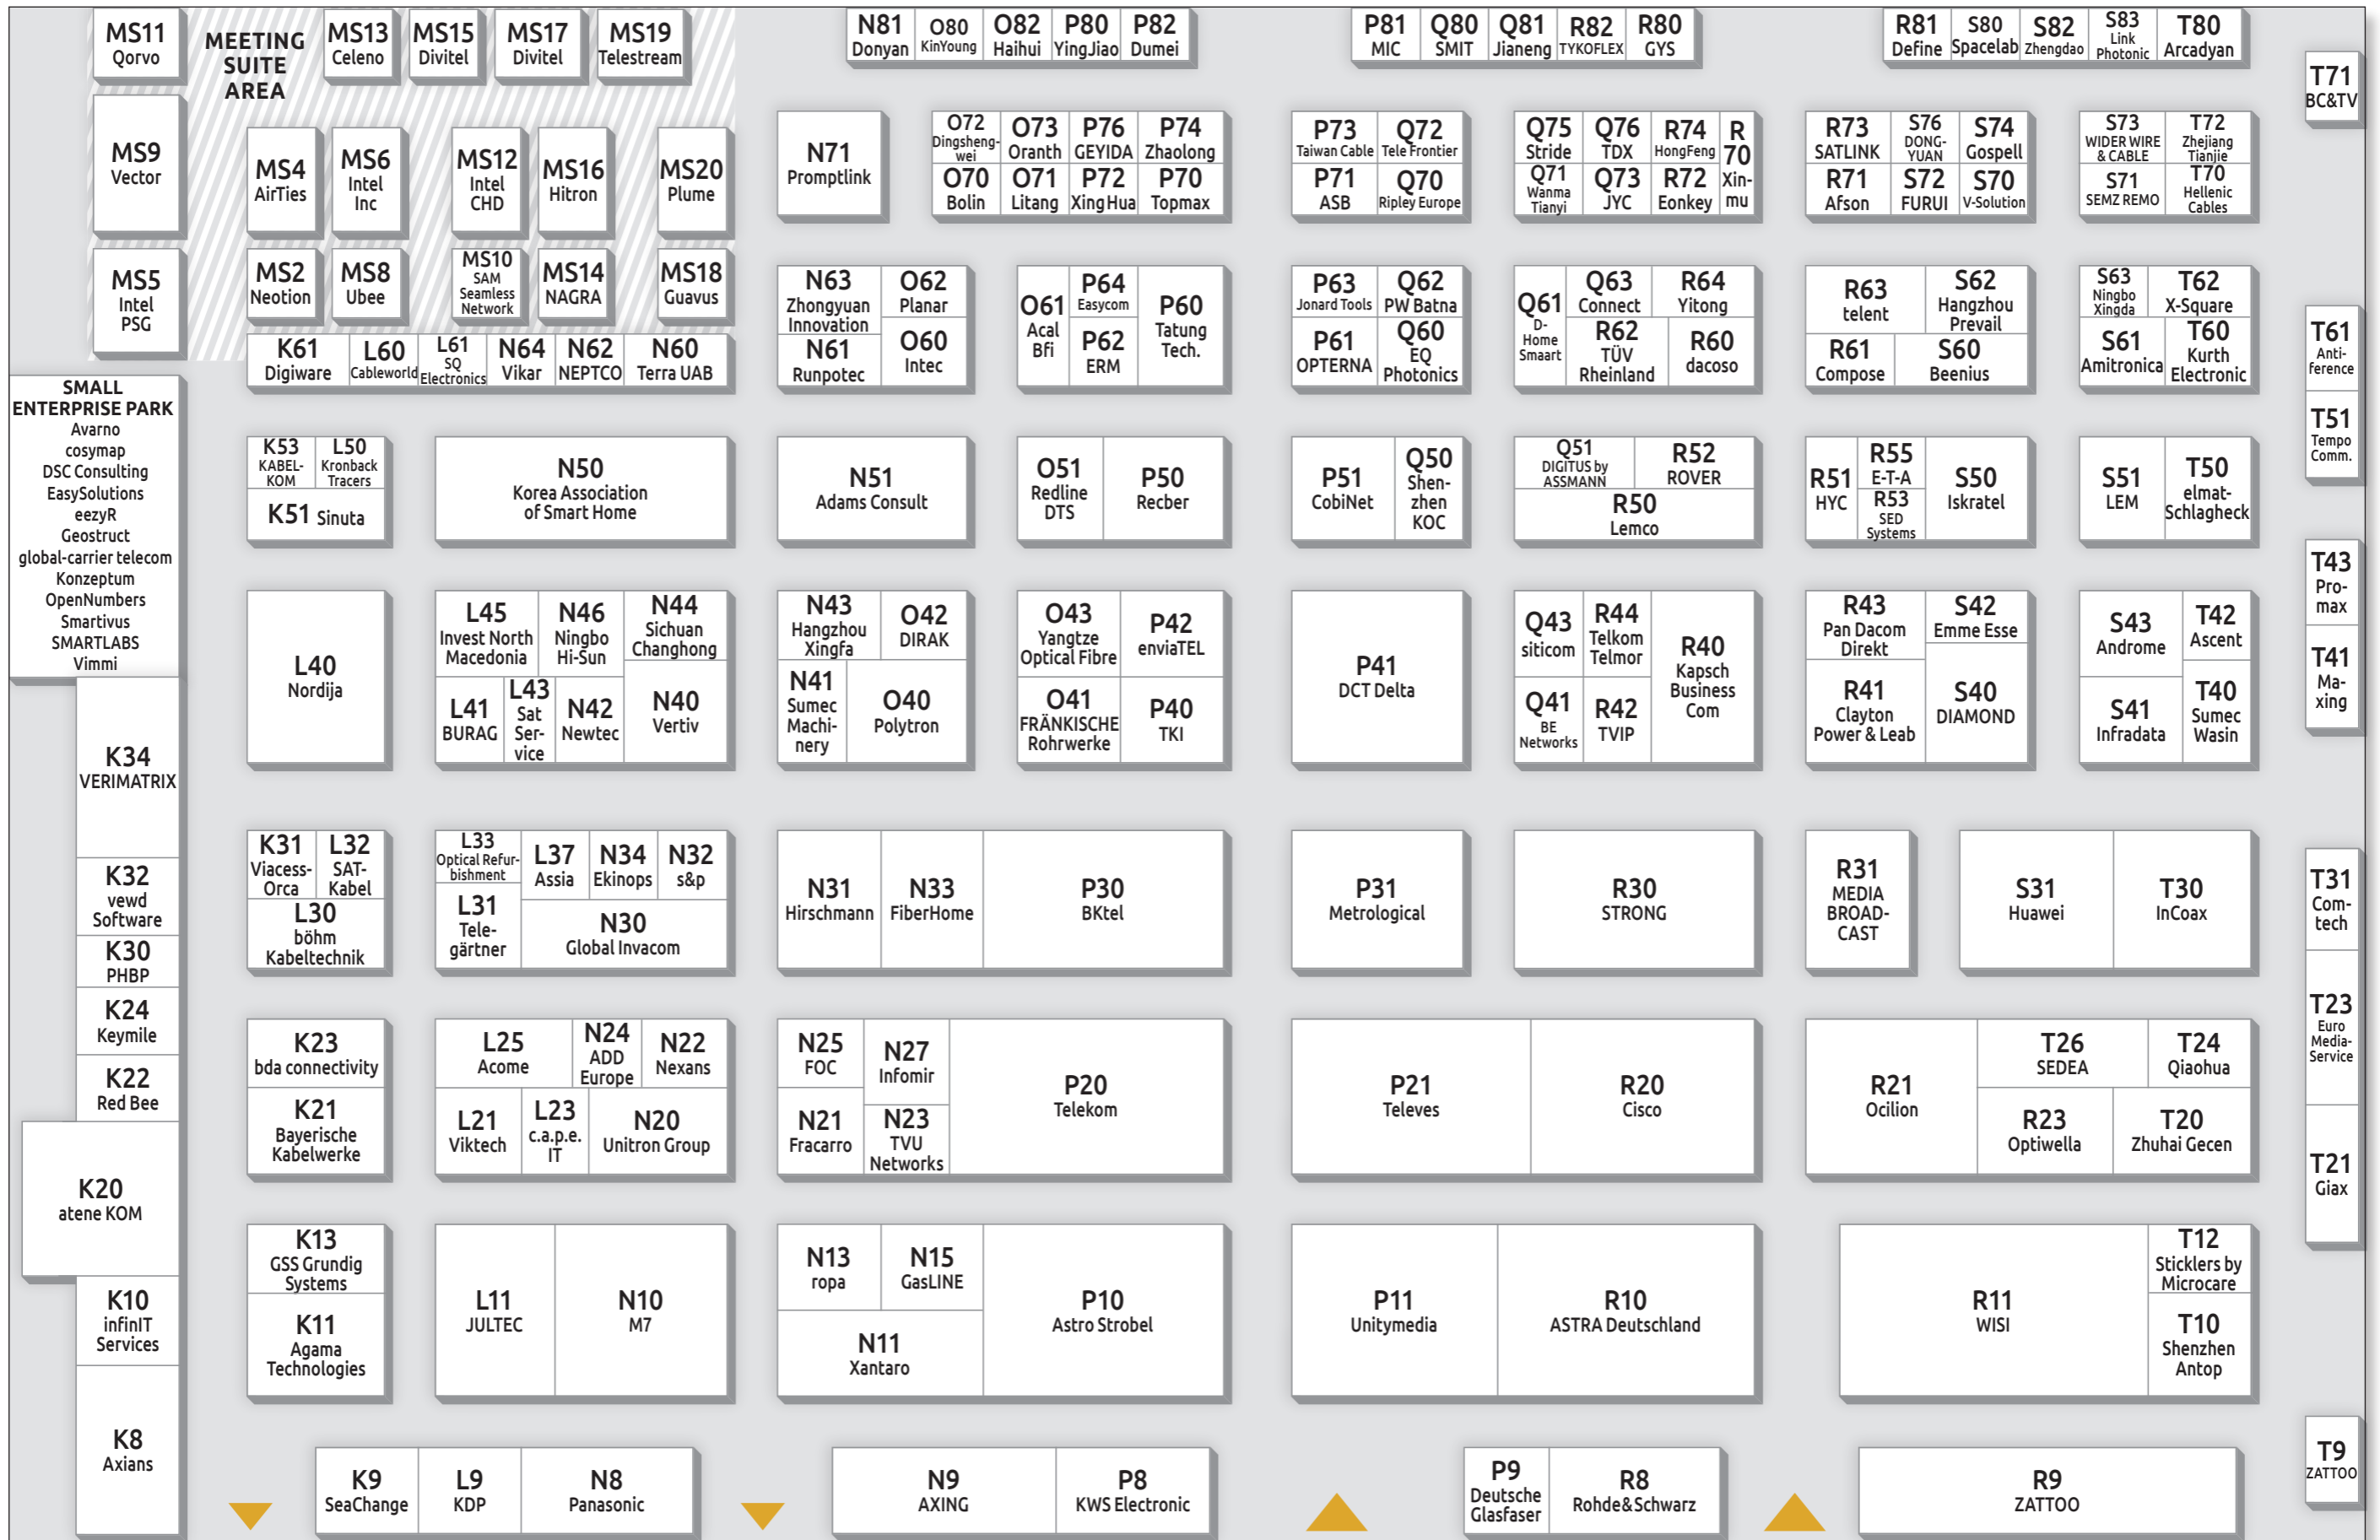 MS11
Qorvo
MEETING
SUITE
AREA
MS13
Celeno
MS15
Divitel
MS17
Divitel
MS19
Telestream
N81
Donyan
O80
KinYoung
O82
Haihui
P80
YingJiao
P82
Dumei
P81
MIC
Q80
SMIT
Q81
Jianeng
R82
TYKOFLEX
R80
GYS
R81
Define
S80
Spacelab
S82
Zhengdao
S83
Link
Photonic
T80
Arcadyan
T71
BC&TV
MS9
Vector
MS4
AirTies
MS6
Intel
Inc
MS12
Intel
CHD
MS16
Hitron
MS20
Plume
N71
Promptlink
O72
Dingsheng-
wei
O73
Oranth
P76
GEYIDA
P74
Zhaolong
O70
Bolin
O71
Litang
P72
Xing Hua
P70
Topmax
P73
Taiwan Cable
Q72
Tele Frontier
P71
ASB
Q70
Ripley Europe
Q75
Stride
Q76
TDX
R74
HongFeng
R
70
Xin-
mu
Q71
Wanma
Tianyi
Q73
JYC
R72
Eonkey
R73
SATLINK
S76
DONG-
YUAN
S74
Gospell
R71
Afson
S72
FURUI
S70
V-Solution
S73
WIDER WIRE
& CABLE
T72
Zhejiang
Tianjie
S71
SEMZ REMO
T70
Hellenic
Cables
MS5
Intel
PSG
MS2
Neotion
MS8
Ubee
MS10
SAM
Seamless
Network
MS14
NAGRA
MS18
Guavus
K61
Digiware
L60
Cableworld
L61
SQ
Electronics
N64
Vikar
N62
NEPTCO
N60
Terra UAB
N63
Zhongyuan
Innovation
O62
Planar
N61
Runpotec
O60
Intec
O61
Acal
Bfi
P64
Easycom
P62
ERM
P60
Tatung
Tech.
P63
Jonard Tools
Q62
PW Batna
P61
OPTERNA
Q60
EQ
Photonics
Q61
D-
Home
Smaart
Q63
Connect
R64
Yitong
R62
TÜV
Rheinland
R60
dacoso
R63
telent
S62
Hangzhou
Prevail
R61
Compose
S60
Beenius
S63
Ningbo
Xingda
T62
X-Square
S61
Amitronica
T60
Kurth
Electronic
T61
Anti-
ference
T51
Tempo
Comm.
SMALL
ENTERPRISE PARK
Avarno
cosymap
DSC Consulting
EasySolutions
eezyR
Geostruct
global-carrier telecom
Konzeptum
OpenNumbers
Smartivus
SMARTLABS
Vimmi
K53
KABEL-
KOM
L50
Kronback
Tracers
K51 Sinuta
N50
Korea Association
of Smart Home
N51
Adams Consult
O51
Redline
DTS
P50
Recber
P51
CobiNet
Q50
Shen-
zhen
KOC
Q51
DIGITUS by
ASSMANN
R52
ROVER
R50
Lemco
R51
HYC
R55
E-T-A
R53
SED
Systems
S50
Iskratel
S51
LEM
T50
elmat-
Schlagheck
T43
Pro-
max
T41
Ma-
xing
L40
Nordija
L45
Invest North
Macedonia
N46
Ningbo
Hi-Sun
N44
Sichuan
Changhong
L41
BURAG
L43
Sat
Ser-
vice
N42
Newtec
N40
Vertiv
N43
Hangzhou
Xingfa
O42
DIRAK
N41
Sumec
Machi-
nery
O40
Polytron
O43
Yangtze
Optical Fibre
P42
enviaTEL
O41
FRÄNKISCHE
Rohrwerke
P40
TKI
P41
DCT Delta
Q43
siticom
R44
Telkom
Telmor
R40
Kapsch
Business
Com
Q41
BE
Networks
R42
TVIP
R43
Pan Dacom
Direkt
S42
Emme Esse
R41
Clayton
Power & Leab
S40
DIAMOND
S43
Androme
T42
Ascent
S41
Infradata
T40
Sumec
Wasin
K34
VERIMATRIX
K32
vewd
Software
K30
PHBP
K24
Keymile
K22
Red Bee
K20
atene KOM
K10
infinIT
Services
K8
Axians
K31
Viacess-
Orca
L32
SAT-
Kabel
L30
böhm
Kabeltechnik
L33
Optical Refur-
bishment
L37
Assia
N34
Ekinops
N32
s&p
L31
Tele-
gärtner
N30
Global Invacom
N31
Hirschmann
N33
FiberHome
P30
BKtel
P31
Metrological
R30
STRONG
R31
MEDIA
BROAD-
CAST
S31
Huawei
T30
InCoax
T31
Com-
tech
T23
Euro
Media-
Service
T21
Giax
K23
bda connectivity
K21
Bayerische
Kabelwerke
L25
Acome
N24
ADD
Europe
N22
Nexans
L21
Viktech
L23
c.a.p.e.
IT
N20
Unitron Group
N25
FOC
N27
Infomir
N21
Fracarro
N23
TVU
Networks
P20
Telekom
P21
Televes
R20
Cisco
R21
Ocilion
T26
SEDEA
T24
Qiaohua
R23
Optiwella
T20
Zhuhai Gecen
K13
GSS Grundig
Systems
K11
Agama
Technologies
L11
JULTEC
N10
M7
N13
ropa
N15
GasLINE
N11
Xantaro
P10
Astro Strobel
P11
Unitymedia
R10
ASTRA Deutschland
R11
WISI
T12
Sticklers by
Microcare
T10
Shenzhen
Antop
K9
SeaChange
L9
KDP
N8
Panasonic
N9
AXING
P8
KWS Electronic
P9
Deutsche
Glasfaser
R8
Rohde&Schwarz
R9
ZATTOO
T9
ZATTOO